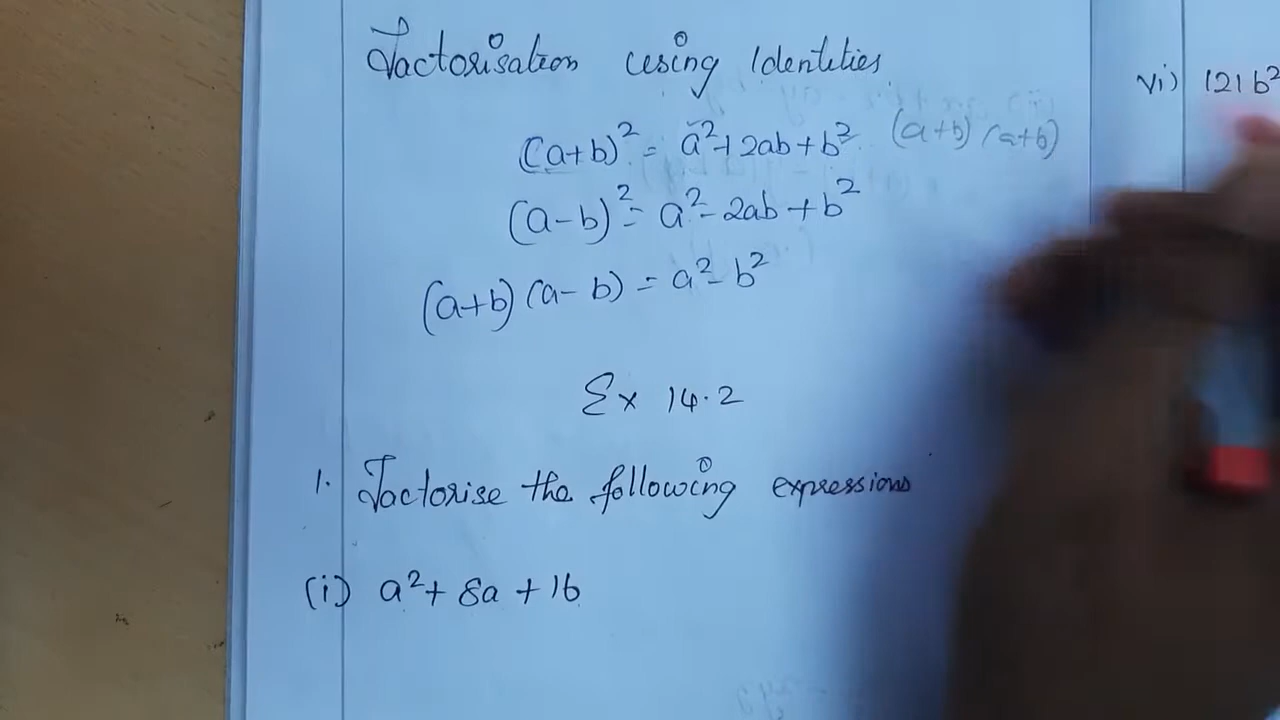 Factorisation using Identities
(a+b)² = a²+2ab+b² (a+b) (a+b)
(a-b)² = a²-2ab+b²
(a+b) (a-b) = a²-b²
Ex 14.2
1. Factorise the following expressions
(i) a²+8a+16
vi) 121b²